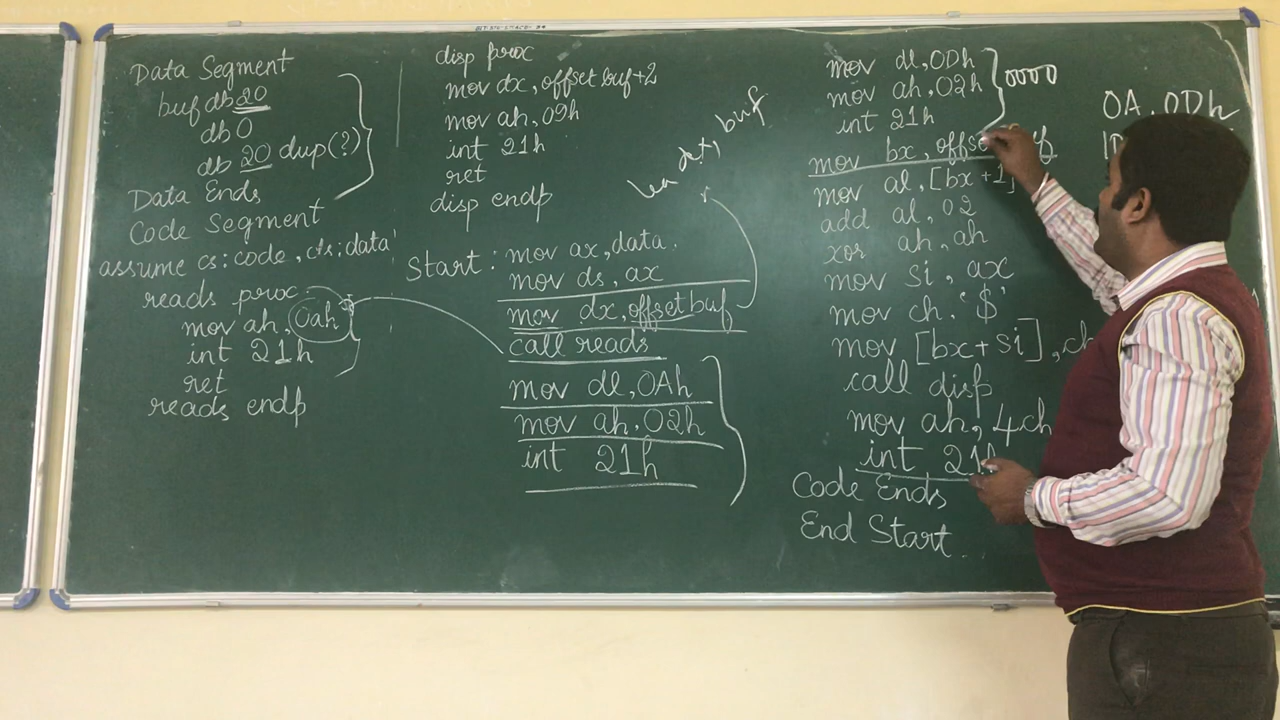 Data Segment
buf db 20
db 0
db 20 dup(?)
Data Ends
Code Segment
assume cs:code, ds:data
reads proc
mov ah, 0ah
int 21h
ret
reads endp
disp proc
mov dx, offset buf+2
mov ah, 09h
int 21h
ret
disp endp
lea dx, buf
Start: mov ax, data
mov ds, ax
mov dx, offset buf
call reads
mov dl, 0Ah
mov ah, 02h
int 21h
mov dl, 0Dh
mov ah, 02h
int 21h
0000
mov bx, offse
mov al, [bx+1]
add al, 02
xor ah, ah
mov si, ax
mov ch, '$'
mov [bx+si], ch
call disp
mov ah, 4ch
int 21h
Code Ends
End Start
0A, 0Dh